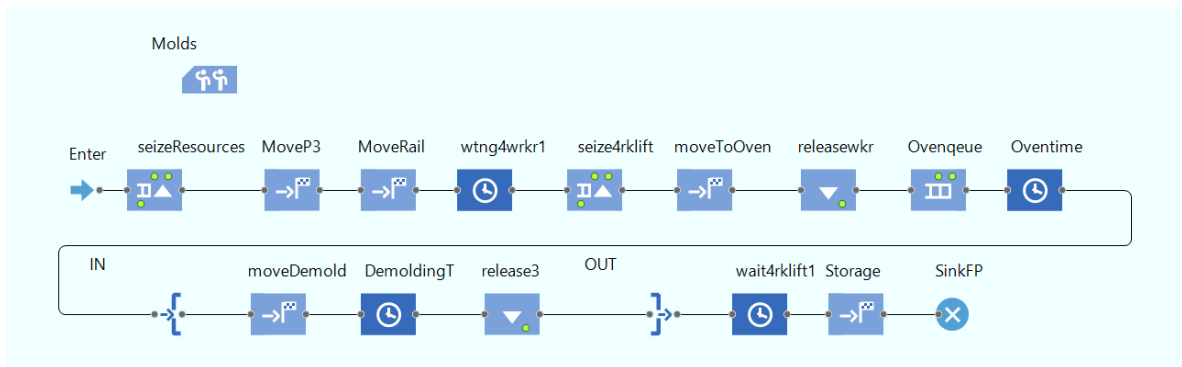 Molds
Enter seizeResources MoveP3 MoveRail wtng4wrkr1 seize4rklift moveToOven releasewkr Ovenqeue Oventime
IN moveDemold DemoldingT release3 OUT wait4rklift1 Storage SinkFP